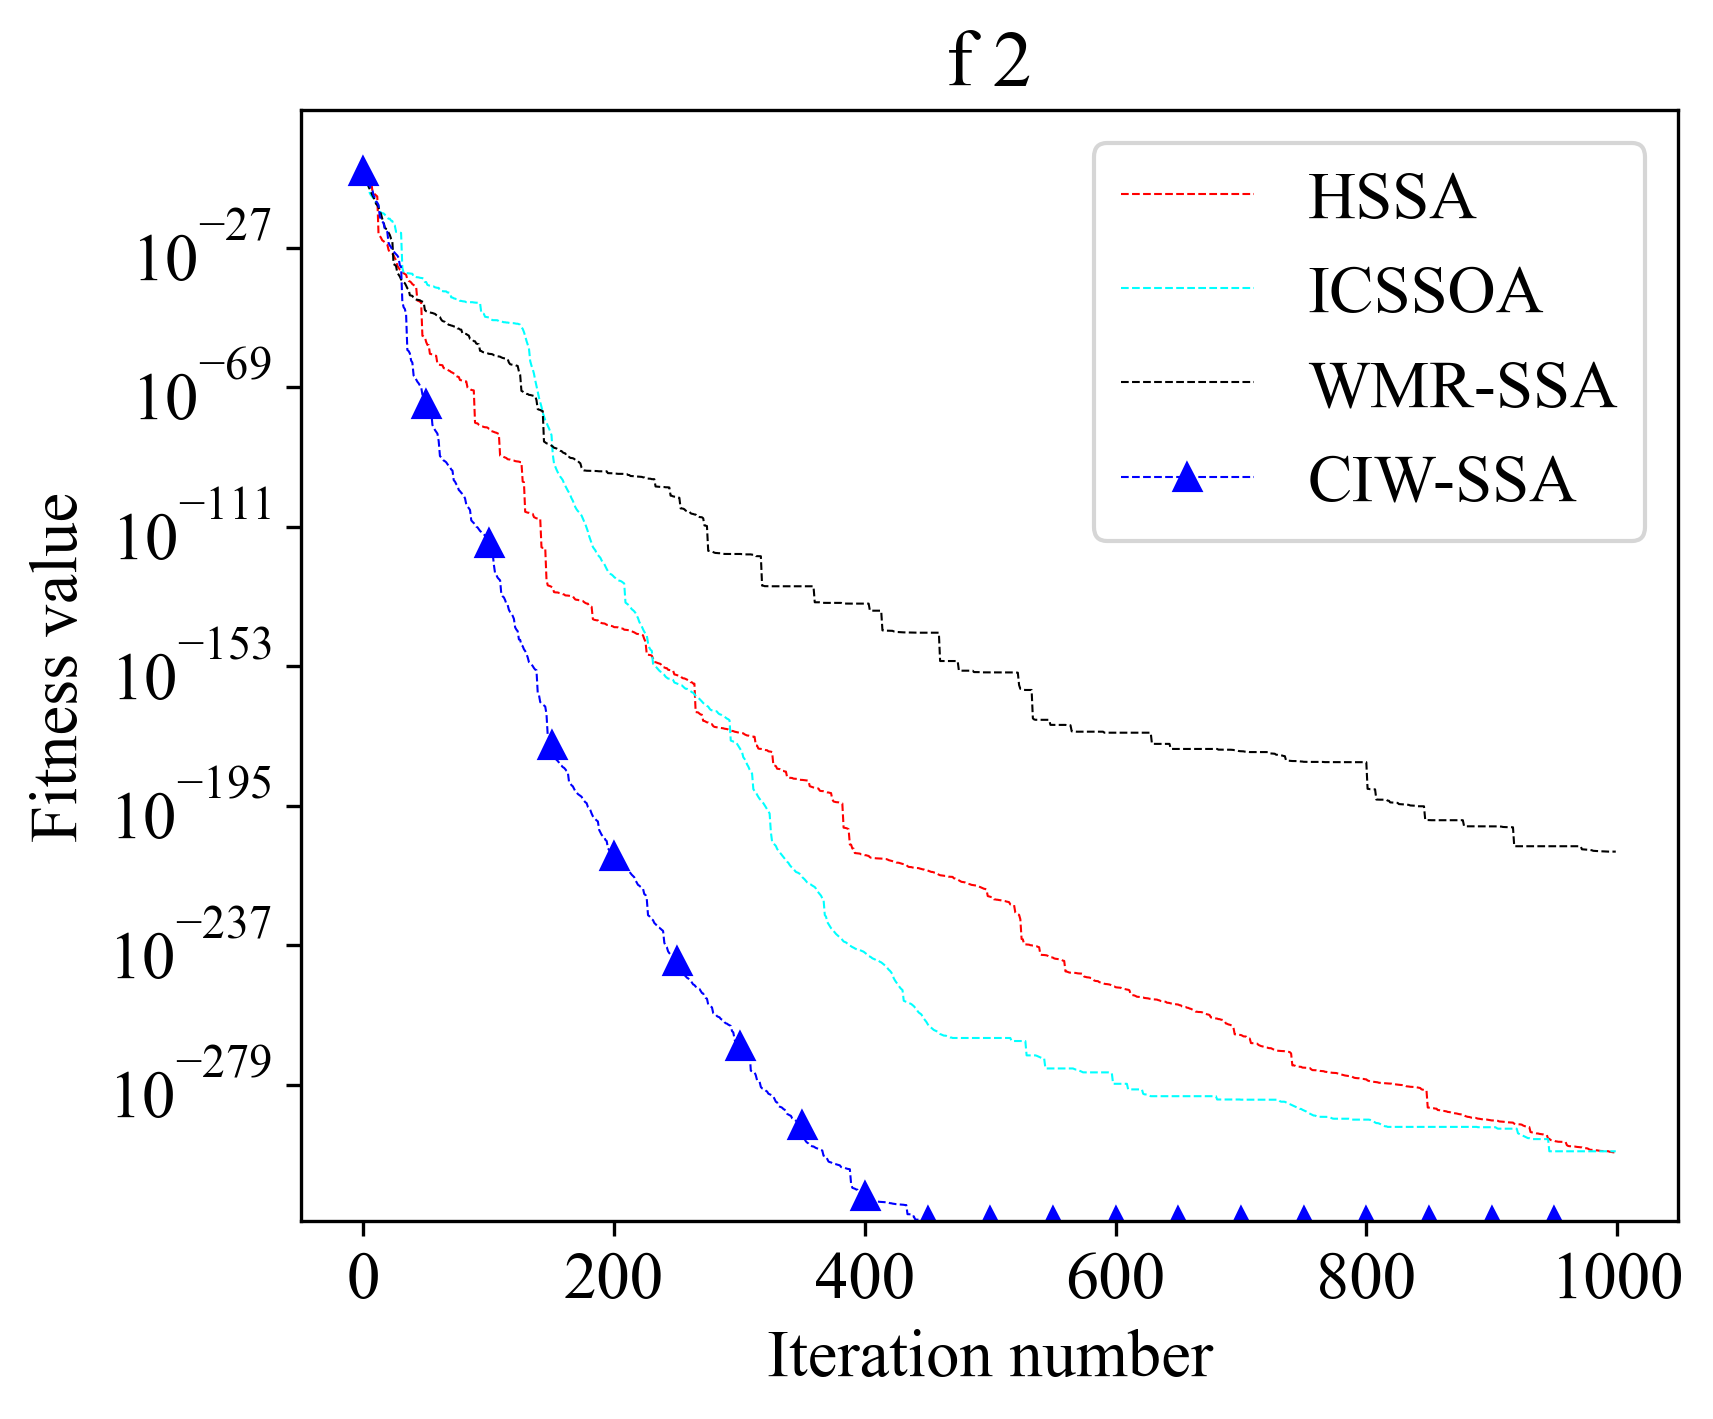 f 2
HSSA
ICSSOA
WMR-SSA
CIW-SSA
Fitness value
10^−27
10^−69
10^−111
10^−153
10^−195
10^−237
10^−279
0 200 400 600 800 1000
Iteration number